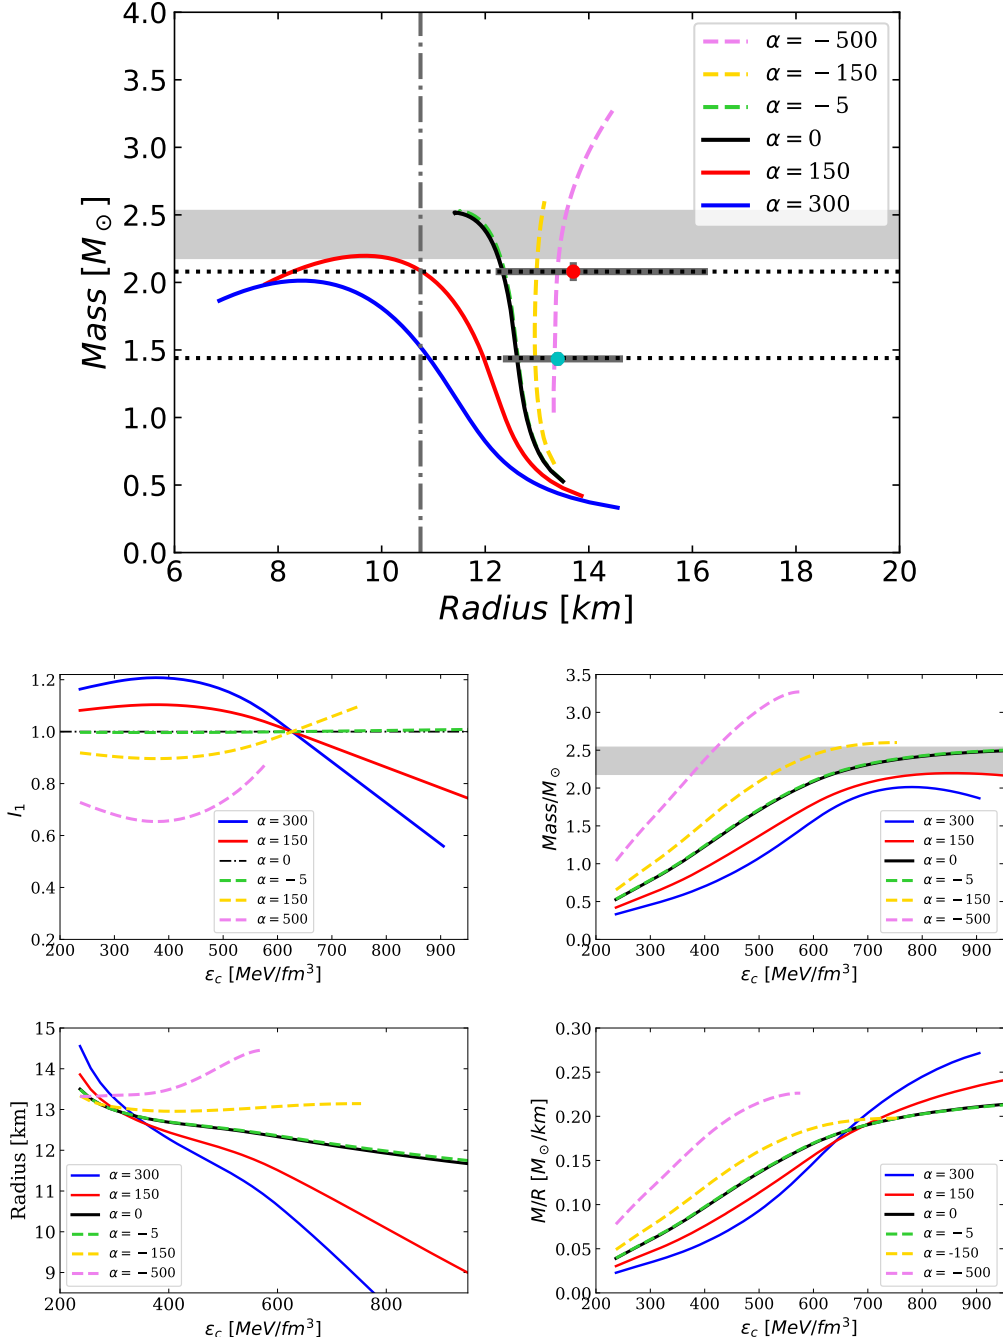 4.0
3.5
3.0
2.5
2.0
1.5
1.0
0.5
0.0
Mass [M⊙]
α = −500
α = −150
α = −5
α = 0
α = 150
α = 300
6 8 10 12 14 16 18 20
Radius [km]
1.2
1.0
0.8
0.6
0.4
0.2
I₁
α = 300
α = 150
α = 0
α = −5
α = 150
α = 500
200 300 400 500 600 700 800 900
ε_c [MeV/fm³]
3.5
3.0
2.5
2.0
1.5
1.0
0.5
0.0
Mass/M⊙
α = 300
α = 150
α = 0
α = −5
α = −150
α = −500
200 300 400 500 600 700 800 900
ε_c [MeV/fm³]
15
14
13
12
11
10
9
Radius [km]
α = 300
α = 150
α = 0
α = −5
α = −150
α = −500
200 400 600 800
ε_c [MeV/fm³]
0.30
0.25
0.20
0.15
0.10
0.05
0.00
M/R [M⊙/km]
α = 300
α = 150
α = 0
α = −5
α = -150
α = −500
200 300 400 500 600 700 800 900
ε_c [MeV/fm³]